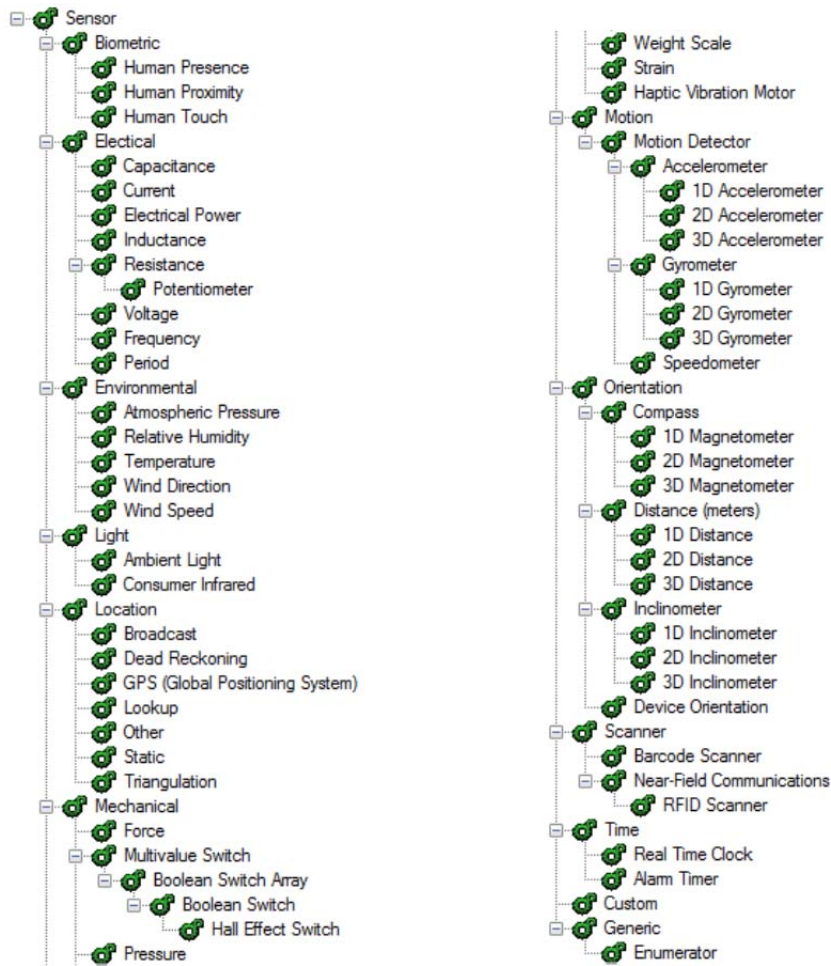 Sensor
Biometric
Human Presence
Human Proximity
Human Touch
Electical
Capacitance
Current
Electrical Power
Inductance
Resistance
Potentiometer
Voltage
Frequency
Period
Environmental
Atmospheric Pressure
Relative Humidity
Temperature
Wind Direction
Wind Speed
Light
Ambient Light
Consumer Infrared
Location
Broadcast
Dead Reckoning
GPS (Global Positioning System)
Lookup
Other
Static
Triangulation
Mechanical
Force
Multivalue Switch
Boolean Switch Array
Boolean Switch
Hall Effect Switch
Pressure
Weight Scale
Strain
Haptic Vibration Motor
Motion
Motion Detector
Accelerometer
1D Accelerometer
2D Accelerometer
3D Accelerometer
Gyrometer
1D Gyrometer
2D Gyrometer
3D Gyrometer
Speedometer
Orientation
Compass
1D Magnetometer
2D Magnetometer
3D Magnetometer
Distance (meters)
1D Distance
2D Distance
3D Distance
Inclinometer
1D Inclinometer
2D Inclinometer
3D Inclinometer
Device Orientation
Scanner
Barcode Scanner
Near-Field Communications
RFID Scanner
Time
Real Time Clock
Alarm Timer
Custom
Generic
Enumerator